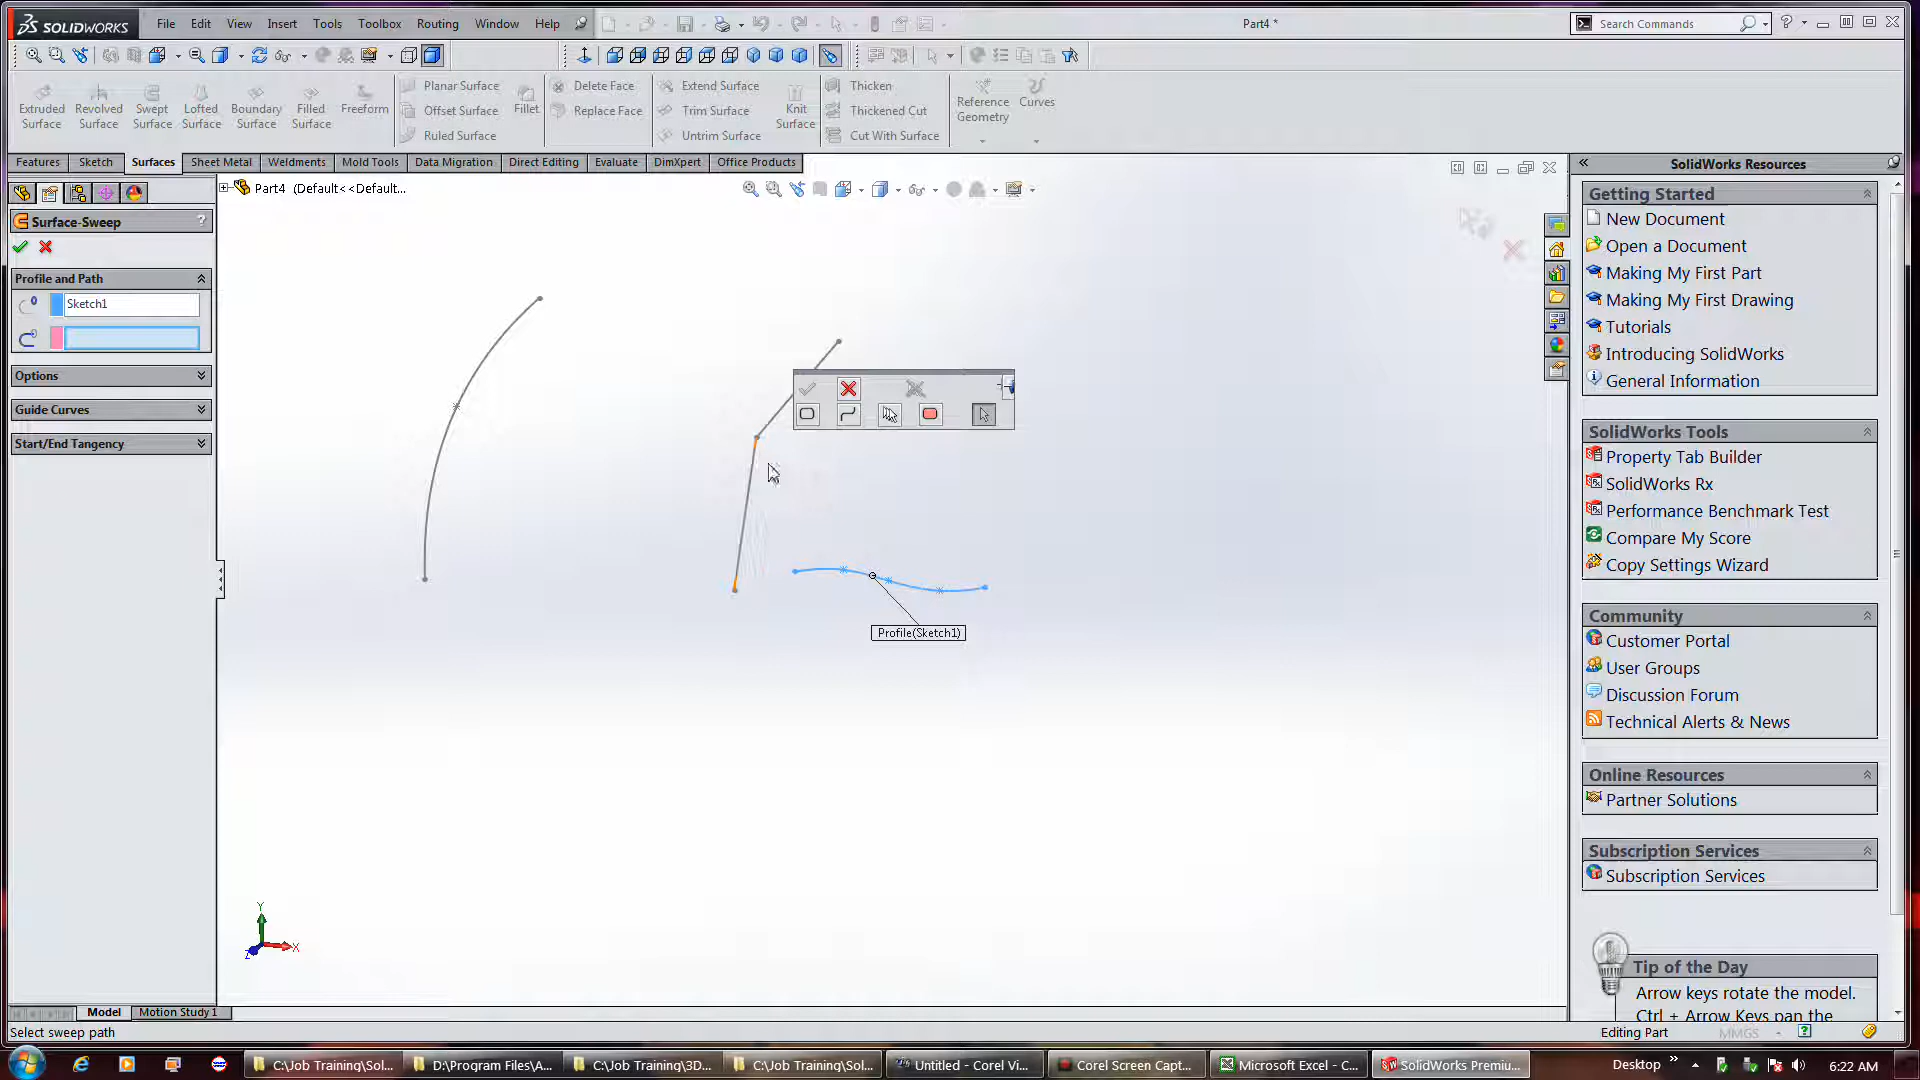 SOLIDWORKS File Edit View Insert Tools Toolbox Routing Window Help Part4 * Search Commands
Extruded Surface Revolved Surface Swept Surface Lofted Surface Boundary Surface Filled Surface Freeform
Planar Surface Offset Surface Ruled Surface Fillet
Delete Face Replace Face
Extend Surface Trim Surface Untrim Surface Knit Surface
Thicken Thickened Cut Cut With Surface
Reference Geometry Curves
Features Sketch Surfaces Sheet Metal Weldments Mold Tools Data Migration Direct Editing Evaluate DimXpert Office Products
Part4 (Default<<Default...
Surface-Sweep ?
Profile and Path
Sketch1
Options
Guide Curves
Start/End Tangency
Profile(Sketch1)
Y
X
Z
SolidWorks Resources
Getting Started
New Document
Open a Document
Making My First Part
Making My First Drawing
Tutorials
Introducing SolidWorks
General Information
SolidWorks Tools
Property Tab Builder
SolidWorks Rx
Performance Benchmark Test
Compare My Score
Copy Settings Wizard
Community
Customer Portal
User Groups
Discussion Forum
Technical Alerts & News
Online Resources
Partner Solutions
Subscription Services
Subscription Services
Tip of the Day
Arrow keys rotate the model.
Ctrl + Arrow Keys pan the
Model Motion Study 1
Select sweep path Editing Part MMGS
C:\Job Training\Sol... D:\Program Files\A... C:\Job Training\3D... C:\Job Training\Sol... Untitled - Corel Vi... Corel Screen Capt... Microsoft Excel - C... SolidWorks Premiu... Desktop 6:22 AM